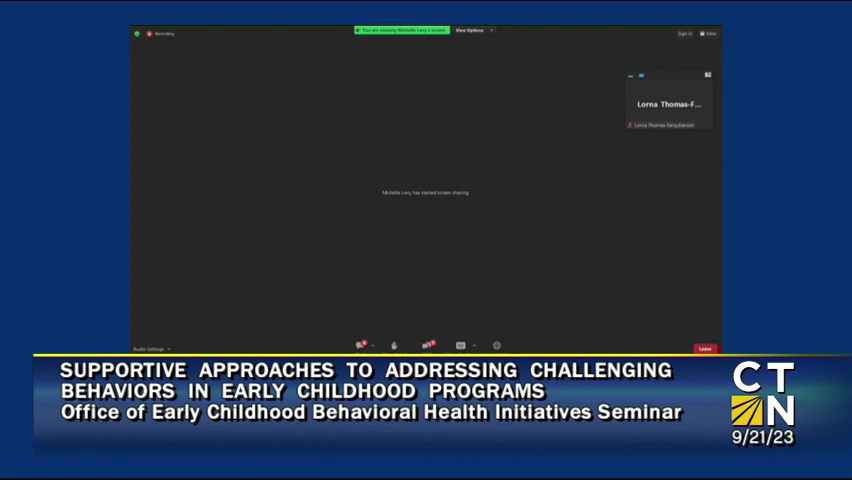 Recording
You are viewing Michelle Levy's screen
View Options
Sign in
View
Lorna Thomas-F...
Lorna Thomas-Farquharson
Michelle Levy has started screen sharing
Audio Settings
Leave
SUPPORTIVE APPROACHES TO ADDRESSING CHALLENGING
BEHAVIORS IN EARLY CHILDHOOD PROGRAMS
Office of Early Childhood Behavioral Health Initiatives Seminar
CT
N
9/21/23